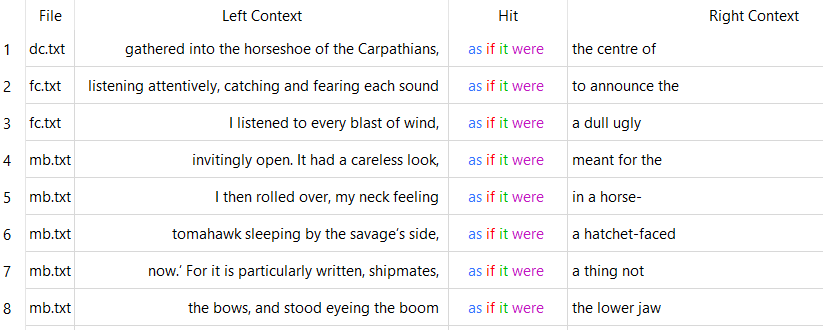 File Left Context Hit Right Context
1 dc.txt gathered into the horseshoe of the Carpathians, as if it were the centre of
2 fc.txt listening attentively, catching and fearing each sound as if it were to announce the
3 fc.txt I listened to every blast of wind, as if it were a dull ugly
4 mb.txt invitingly open. It had a careless look, as if it were meant for the
5 mb.txt I then rolled over, my neck feeling as if it were in a horse-
6 mb.txt tomahawk sleeping by the savage’s side, as if it were a hatchet-faced
7 mb.txt now.’ For it is particularly written, shipmates, as if it were a thing not
8 mb.txt the bows, and stood eyeing the boom as if it were the lower jaw